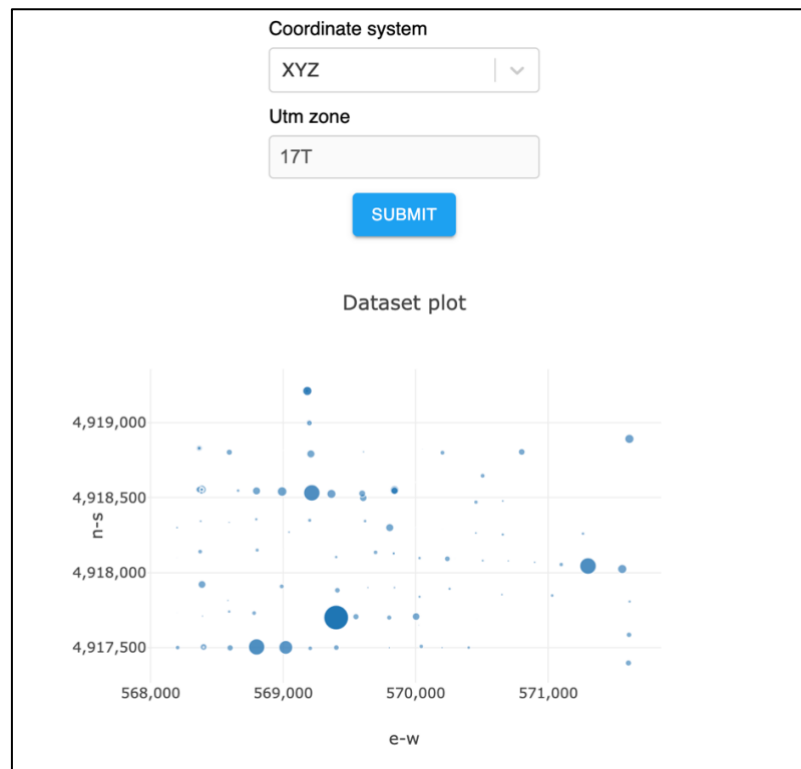 Coordinate system
XYZ
Utm zone
17T
SUBMIT
Dataset plot
4,919,000
4,918,500
n-s
4,918,000
4,917,500
568,000 569,000 570,000 571,000
e-w